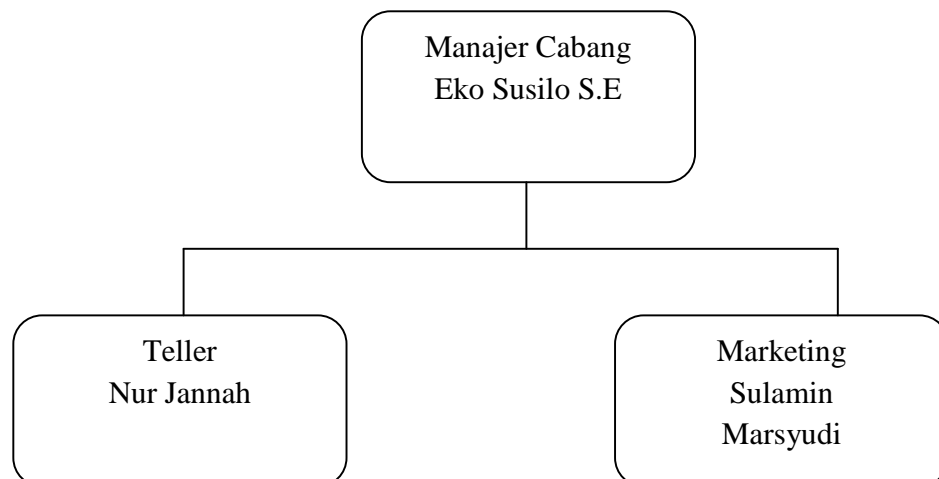 Manajer Cabang
Eko Susilo S.E
Teller
Nur Jannah
Marketing
Sulamin
Marsyudi